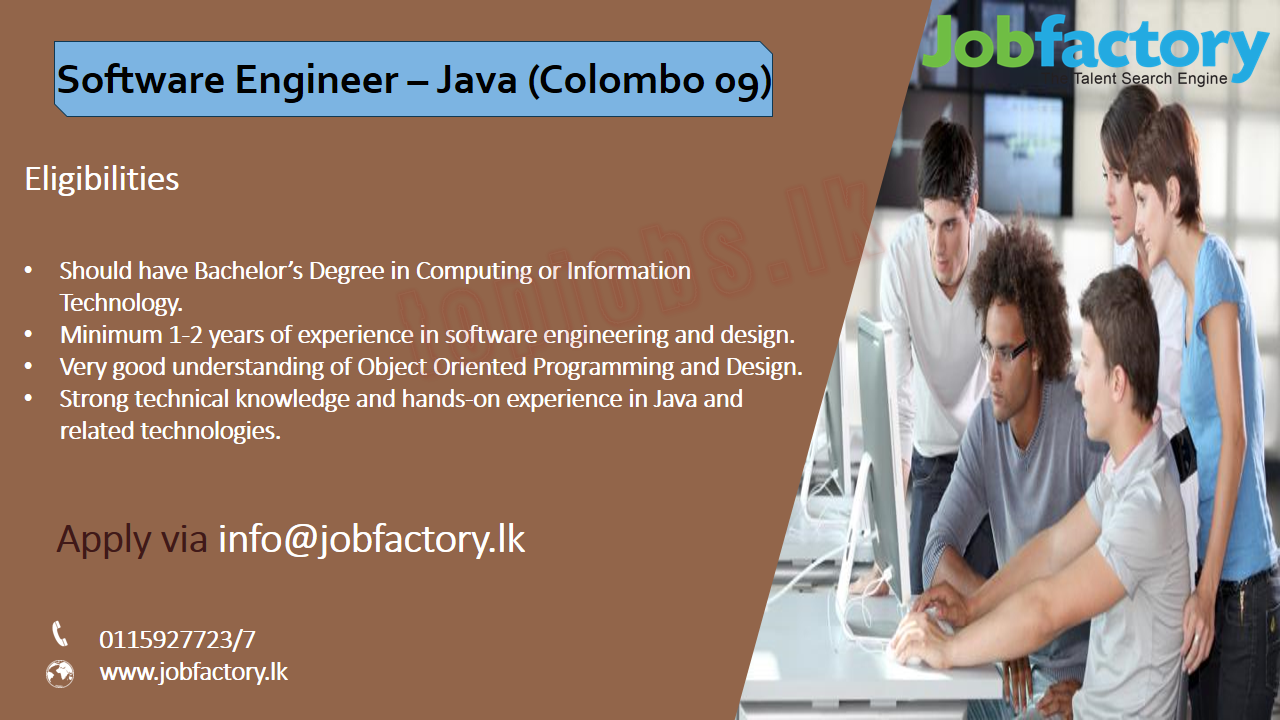 Jobfactory
Talent Search Engine
Software Engineer – Java (Colombo 09)
Eligibilities
• Should have Bachelor’s Degree in Computing or Information
Technology.
• Minimum 1-2 years of experience in software engineering and design.
• Very good understanding of Object Oriented Programming and Design.
• Strong technical knowledge and hands-on experience in Java and
related technologies.
topjobs.lk
Apply via info@jobfactory.lk
0115927723/7
www.jobfactory.lk